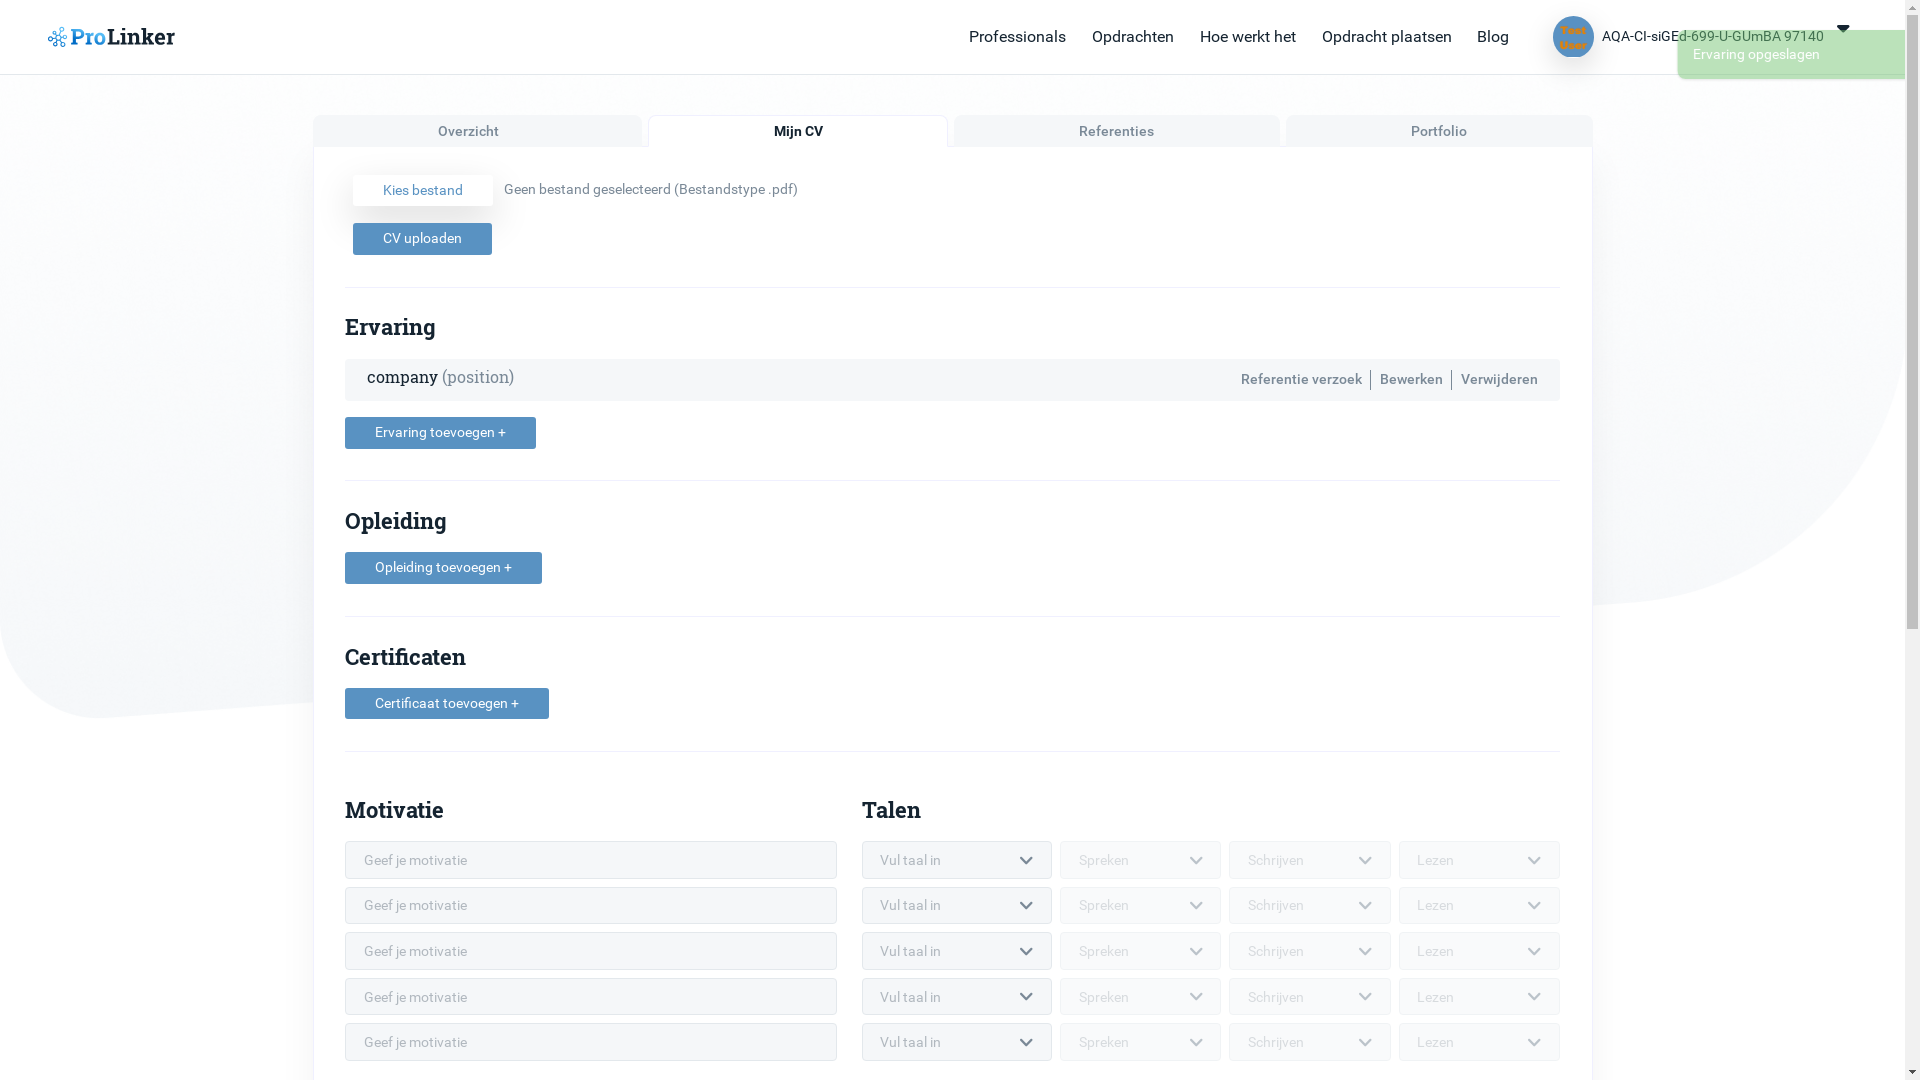 ProLinker
Professionals Opdrachten Hoe werkt het Opdracht plaatsen Blog
Test User
AQA-CI-siGEd-699-U-GUmBA 97140
Ervaring opgeslagen
Overzicht Mijn CV Referenties Portfolio
Kies bestand Geen bestand geselecteerd (Bestandstype .pdf)
CV uploaden
Ervaring
company (position) Referentie verzoek Bewerken Verwijderen
Ervaring toevoegen +
Opleiding
Opleiding toevoegen +
Certificaten
Certificaat toevoegen +
Motivatie Talen
Geef je motivatie Vul taal in Spreken Schrijven Lezen
Geef je motivatie Vul taal in Spreken Schrijven Lezen
Geef je motivatie Vul taal in Spreken Schrijven Lezen
Geef je motivatie Vul taal in Spreken Schrijven Lezen
Geef je motivatie Vul taal in Spreken Schrijven Lezen